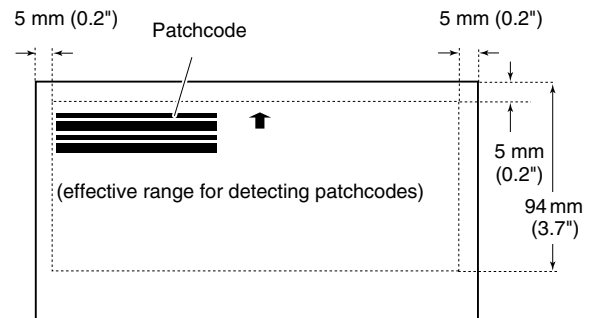 5 mm (0.2")
Patchcode
5 mm (0.2")
5 mm
(0.2")
(effective range for detecting patchcodes)
94 mm
(3.7")